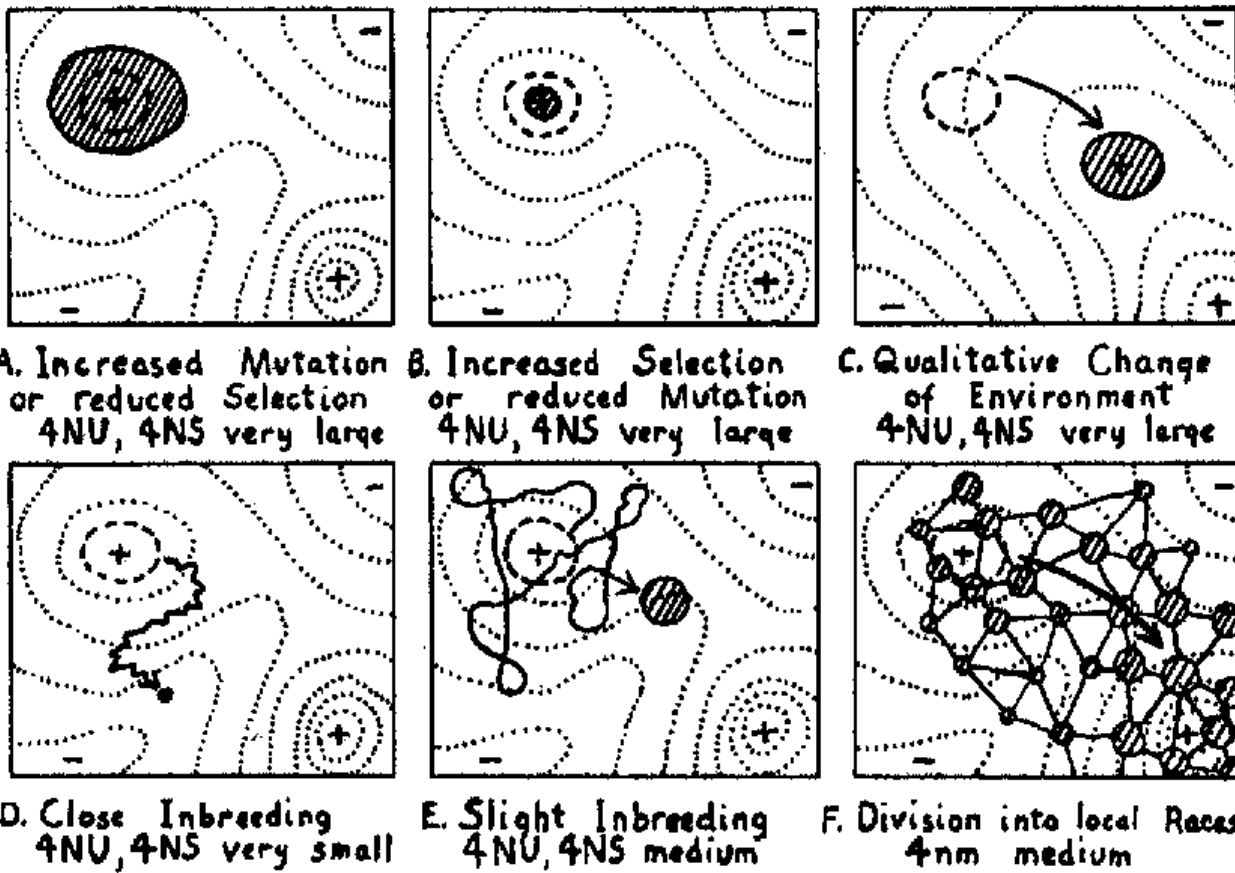 A. Increased Mutation
or reduced Selection
4NU, 4NS very large
B. Increased Selection
or reduced Mutation
4NU, 4NS very large
C. Qualitative Change
of Environment
4NU, 4NS very large
D. Close Inbreeding
4NU, 4NS very small
E. Slight Inbreeding
4NU, 4NS medium
F. Division into local Races
4nm medium